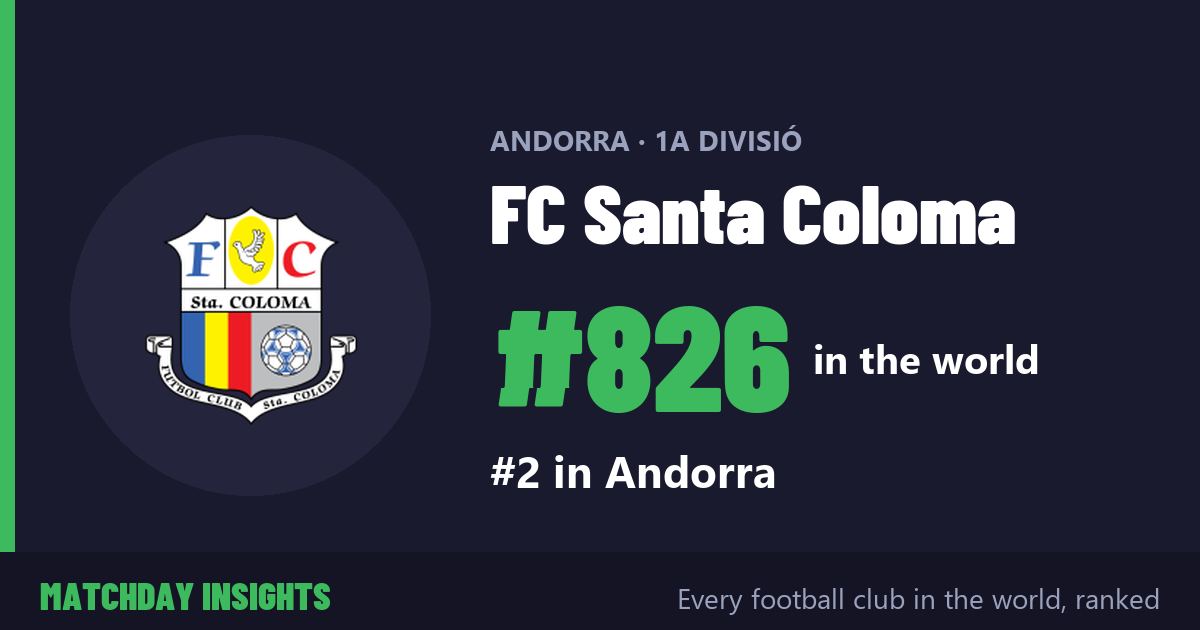 ANDORRA · 1A DIVISIÓ
FC Santa Coloma
#826 in the world
#2 in Andorra
F C
Sta. COLOMA
FUTBOL CLUB Sta. COLOMA
MATCHDAY INSIGHTS
Every football club in the world, ranked